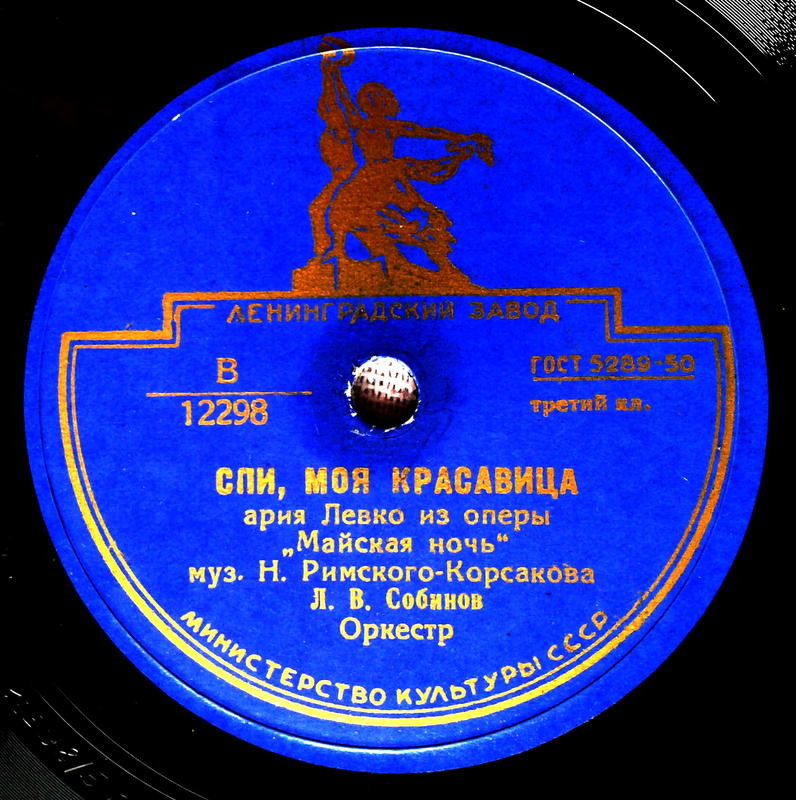 ЛЕНИНГРАДСКИЙ ЗАВОД
В
12298
ГОСТ 5289-50
третий кл.
СПИ, МОЯ КРАСАВИЦА
ария Левко из оперы
„Майская ночь“
муз. Н. Римского-Корсакова
Л. В. Собинов
Оркестр
МИНИСТЕРСТВО КУЛЬТУРЫ СССР